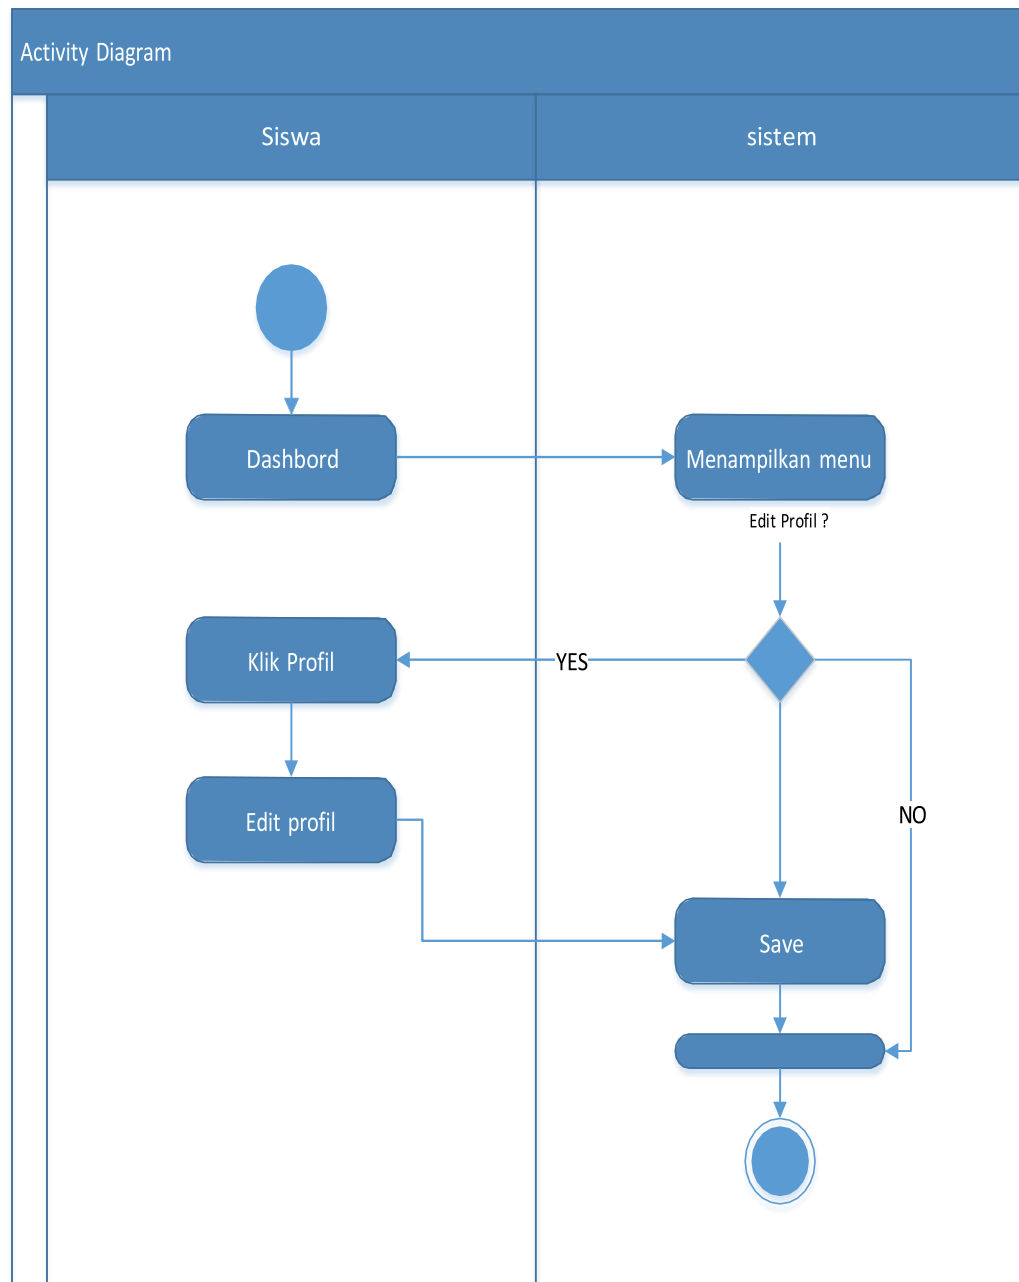 Activity Diagram
Siswa
sistem
Dashbord
Menampilkan menu
Edit Profil ?
Klik Profil
YES
Edit profil
NO
Save